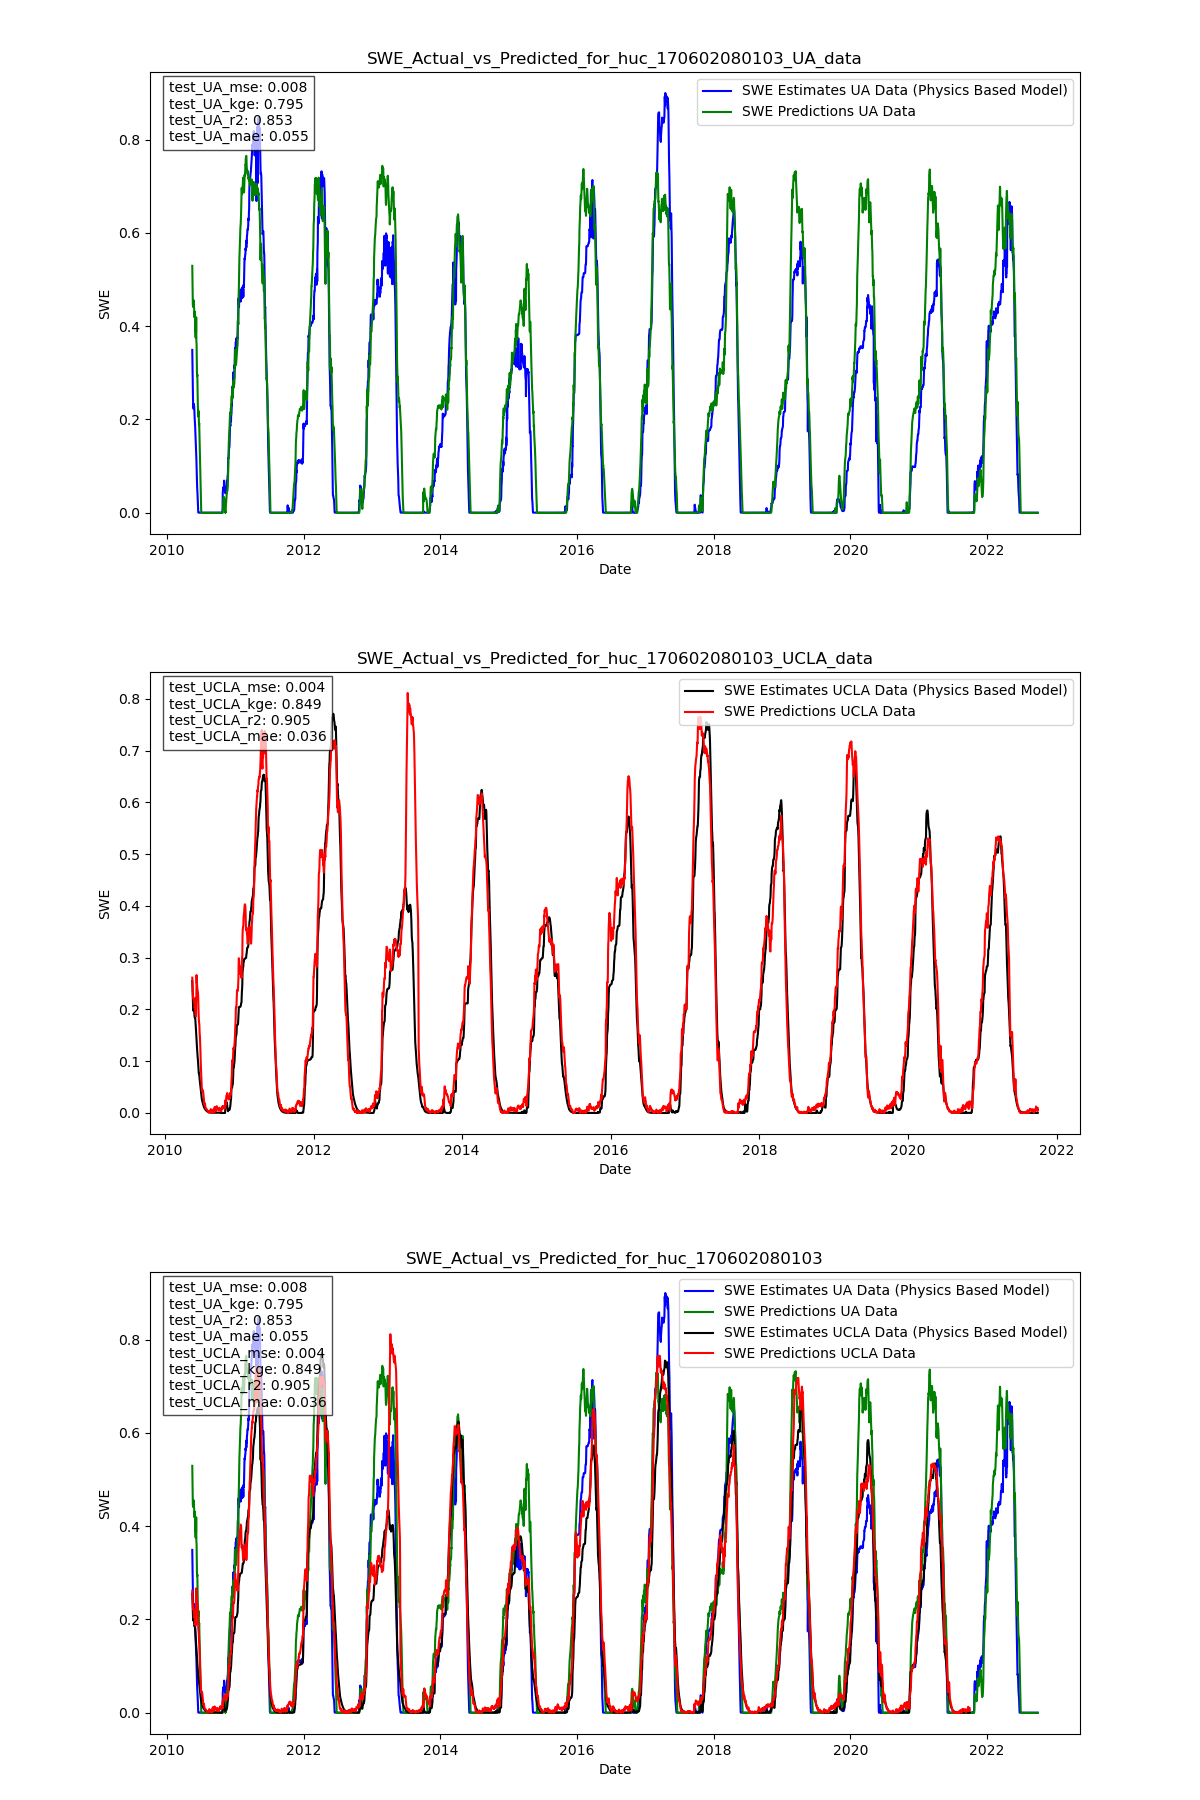 SWE_Actual_vs_Predicted_for_huc_170602080103_UA_data
test_UA_mse: 0.008
test_UA_kge: 0.795
test_UA_r2: 0.853
test_UA_mae: 0.055
SWE Estimates UA Data (Physics Based Model)
SWE Predictions UA Data
0.8
0.6
0.4
0.2
0.0
SWE
2010 2012 2014 2016 2018 2020 2022
Date
SWE_Actual_vs_Predicted_for_huc_170602080103_UCLA_data
test_UCLA_mse: 0.004
test_UCLA_kge: 0.849
test_UCLA_r2: 0.905
test_UCLA_mae: 0.036
SWE Estimates UCLA Data (Physics Based Model)
SWE Predictions UCLA Data
0.8
0.7
0.6
0.5
0.4
0.3
0.2
0.1
0.0
SWE
2010 2012 2014 2016 2018 2020 2022
Date
SWE_Actual_vs_Predicted_for_huc_170602080103
test_UA_mse: 0.008
test_UA_kge: 0.795
test_UA_r2: 0.853
test_UA_mae: 0.055
test_UCLA_mse: 0.004
test_UCLA_kge: 0.849
test_UCLA_r2: 0.905
test_UCLA_mae: 0.036
SWE Estimates UA Data (Physics Based Model)
SWE Predictions UA Data
SWE Estimates UCLA Data (Physics Based Model)
SWE Predictions UCLA Data
0.8
0.6
0.4
0.2
0.0
SWE
2010 2012 2014 2016 2018 2020 2022
Date